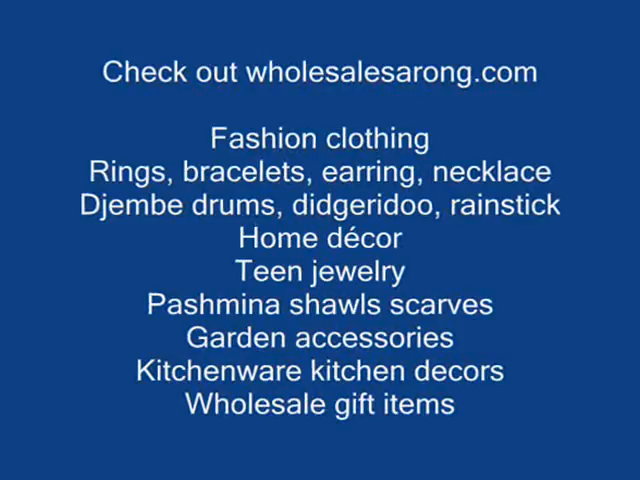 Check out wholesalesarong.com
Fashion clothing
Rings, bracelets, earring, necklace
Djembe drums, didgeridoo, rainstick
Home décor
Teen jewelry
Pashmina shawls scarves
Garden accessories
Kitchenware kitchen decors
Wholesale gift items